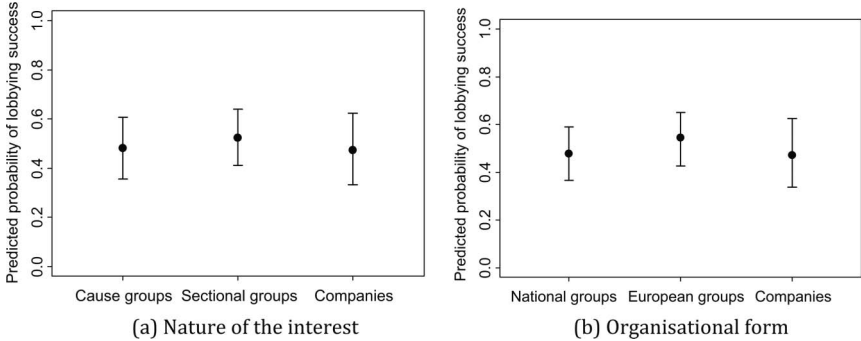 Predicted probability of lobbying success
1.0
0.8
0.6
0.4
0.2
0.0
Cause groups Sectional groups Companies
(a) Nature of the interest
Predicted probability of lobbying success
1.0
0.8
0.6
0.4
0.2
0.0
National groups European groups Companies
(b) Organisational form